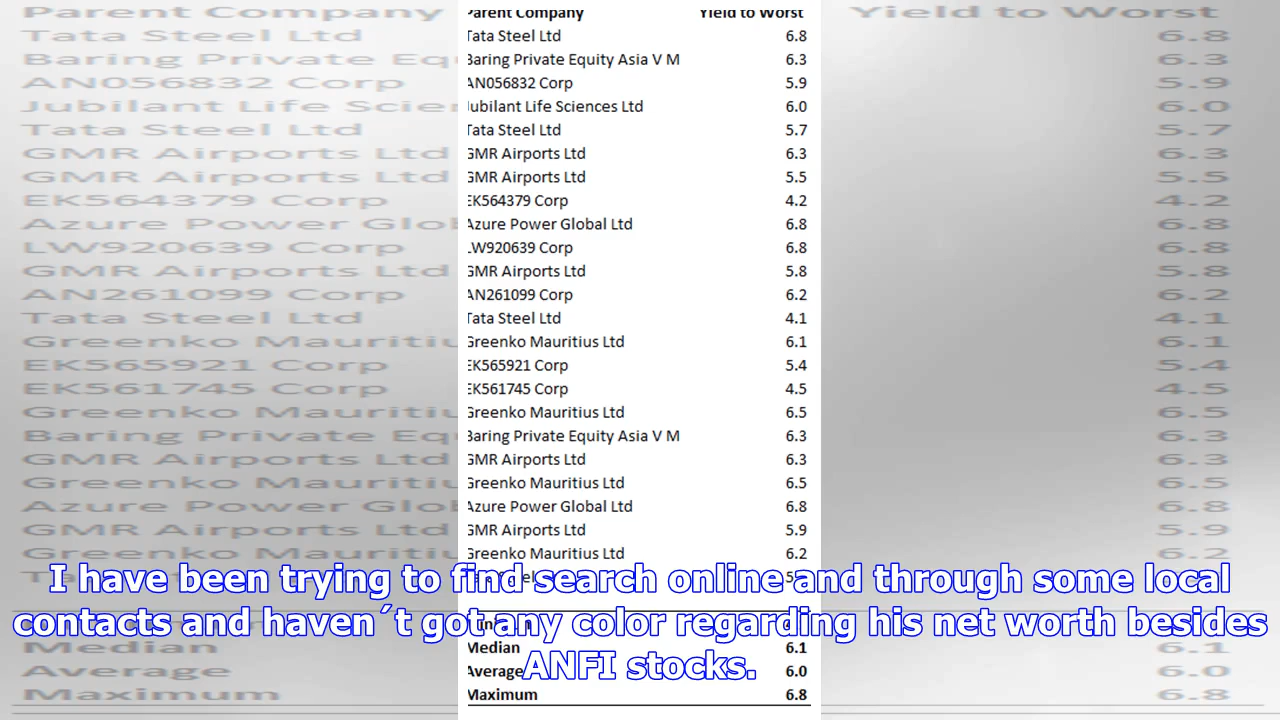 Parent Company Yield to Worst
Tata Steel Ltd 6.8
Baring Private Equity Asia V M 6.3
AN056832 Corp 5.9
Jubilant Life Sciences Ltd 6.0
Tata Steel Ltd 5.7
GMR Airports Ltd 6.3
GMR Airports Ltd 5.5
EK564379 Corp 4.2
Azure Power Global Ltd 6.8
LW920639 Corp 6.8
GMR Airports Ltd 5.8
AN261099 Corp 6.2
Tata Steel Ltd 4.1
Greenko Mauritius Ltd 6.1
EK565921 Corp 5.4
EK561745 Corp 4.5
Greenko Mauritius Ltd 6.5
Baring Private Equity Asia V M 6.3
GMR Airports Ltd 6.3
Greenko Mauritius Ltd 6.5
Azure Power Global Ltd 6.8
GMR Airports Ltd 5.9
Greenko Mauritius Ltd 6.2
I have been trying to find search online and through some local
contacts and haven´t got any color regarding his net worth besides
ANFI stocks.
Median 6.1
Average 6.0
Maximum 6.8